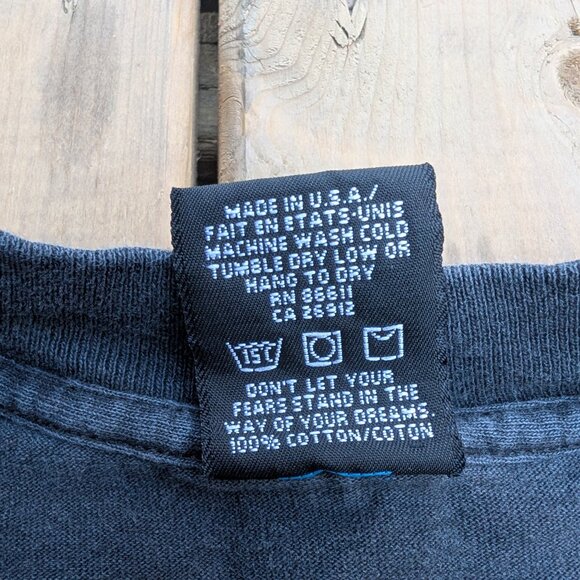 MADE IN U.S.A./
FAIT EN ETATS-UNIS
MACHINE WASH COLD
TUMBLE DRY LOW OR
HANG TO DRY
RN 86611
CA 26912
DON'T LET YOUR
FEARS STAND IN THE
WAY OF YOUR DREAMS.
100% COTTON/COTON